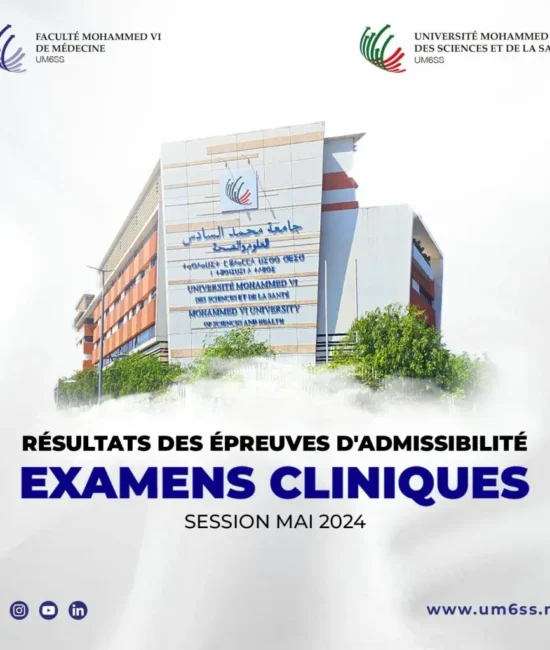 FACULTÉ MOHAMMED VI
DE MÉDECINE
UM6SS
UNIVERSITÉ MOHAMMED
DES SCIENCES ET DE LA SA
UM6SS
جامعة محمد السادس
للعلوم والصحة
UNIVERSITÉ MOHAMMED VI
DES SCIENCES ET DE LA SANTÉ
MOHAMMED VI UNIVERSITY
OF SCIENCES AND HEALTH
RÉSULTATS DES ÉPREUVES D'ADMISSIBILITÉ
EXAMENS CLINIQUES
SESSION MAI 2024
www.um6ss.